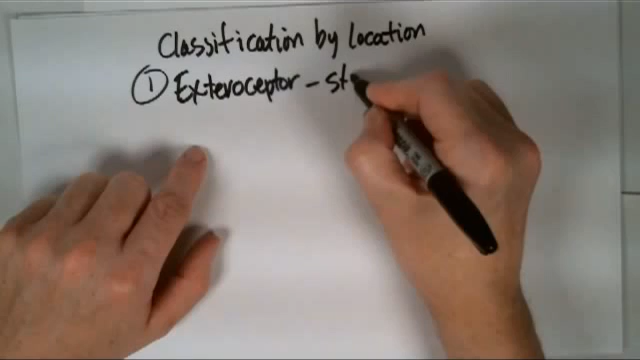 Classification by Location
① Exteroceptor - st